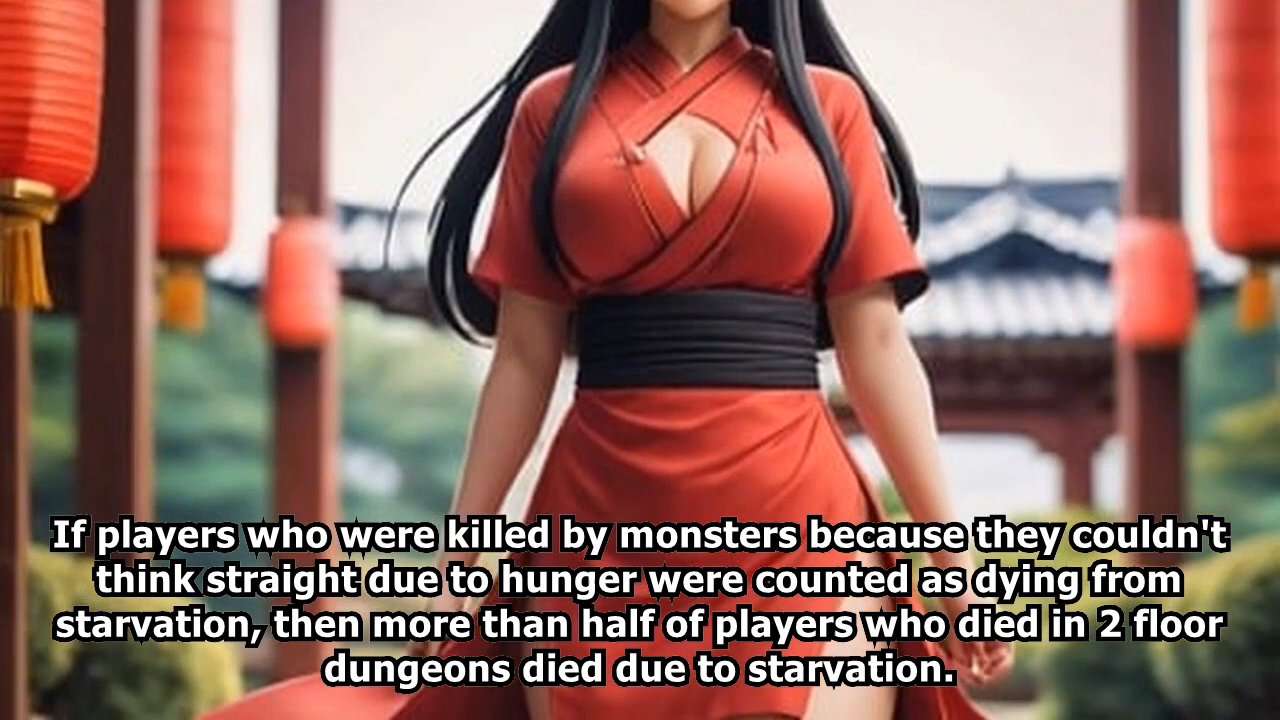 If players who were killed by monsters because they couldn't
think straight due to hunger were counted as dying from
starvation, then more than half of players who died in 2 floor
dungeons died due to starvation.